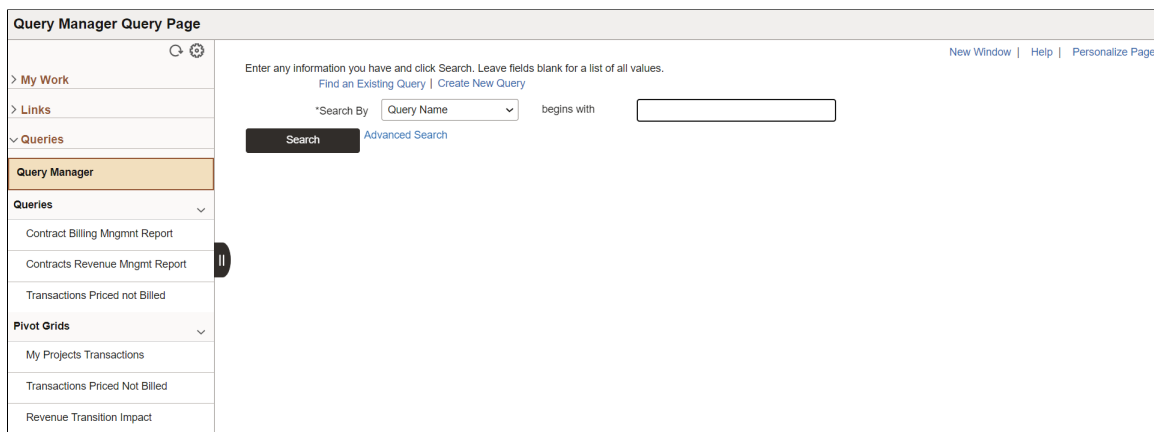 Query Manager Query Page
New Window | Help | Personalize Page
My Work
Links
Queries
Query Manager
Queries
Contract Billing Mngmnt Report
Contracts Revenue Mngmt Report
Transactions Priced not Billed
Pivot Grids
My Projects Transactions
Transactions Priced Not Billed
Revenue Transition Impact
Enter any information you have and click Search. Leave fields blank for a list of all values.
Find an Existing Query | Create New Query
*Search By Query Name begins with
Search Advanced Search